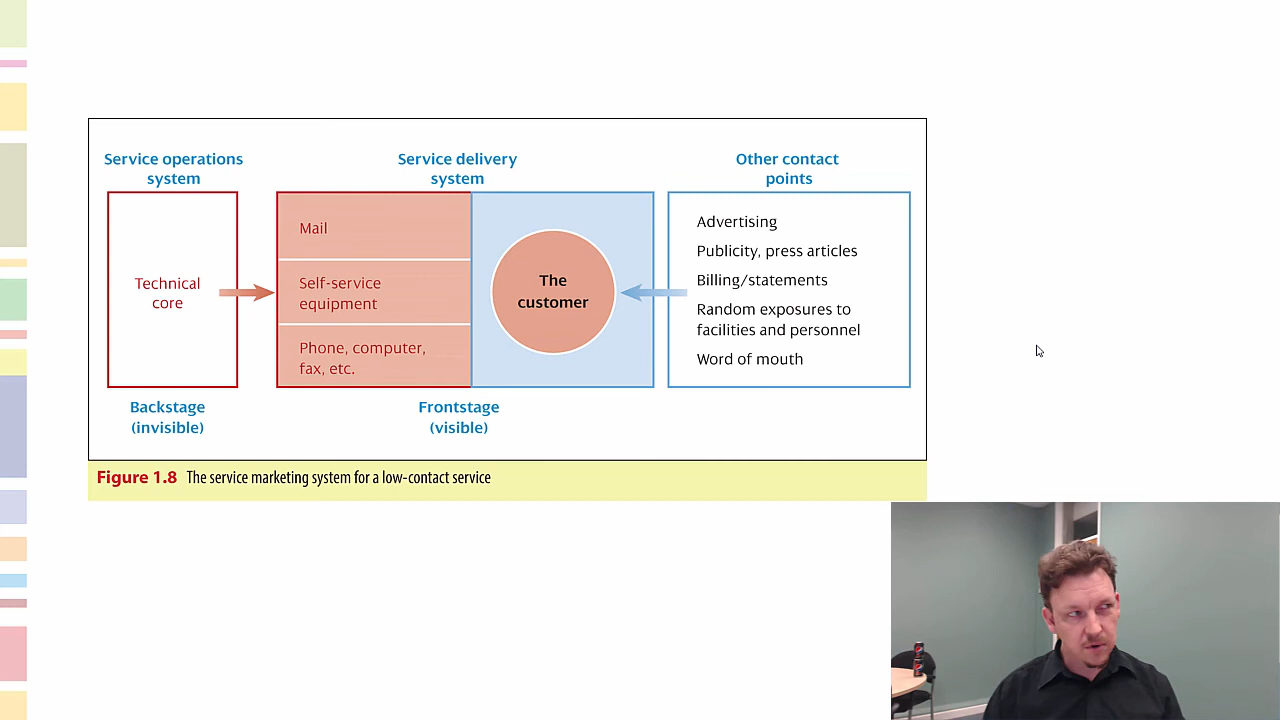 Service operations
system
Service delivery
system
Other contact
points
Technical
core
Mail
Self-service
equipment
Phone, computer,
fax, etc.
The
customer
Advertising
Publicity, press articles
Billing/statements
Random exposures to
facilities and personnel
Word of mouth
Backstage
(invisible)
Frontstage
(visible)
Figure 1.8 The service marketing system for a low-contact service